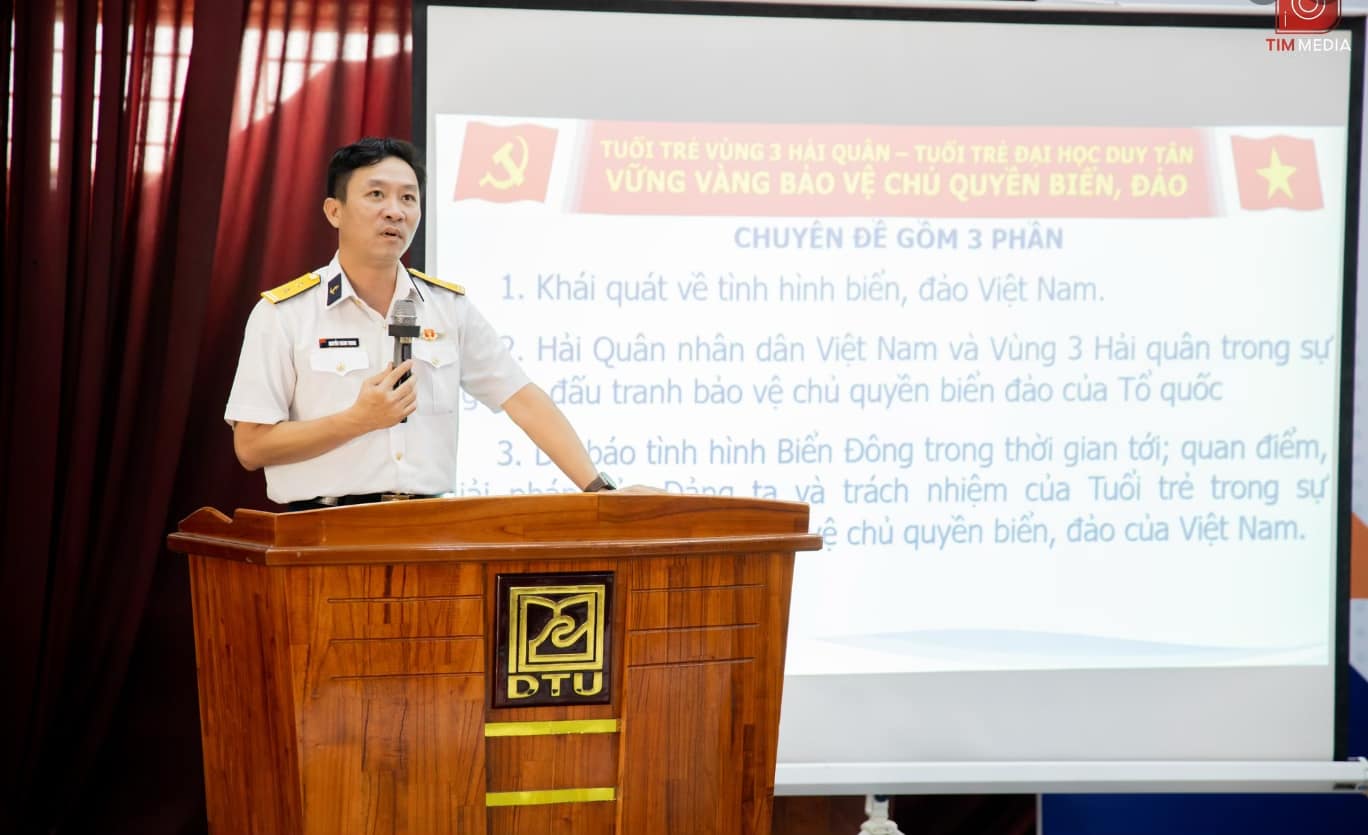 TIM MEDIA
TUỔI TRẺ VÙNG 3 HẢI QUÂN – TUỔI TRẺ ĐẠI HỌC DUY TÂN
VỮNG VÀNG BẢO VỆ CHỦ QUYỀN BIỂN, ĐẢO
CHUYÊN ĐỀ GỒM 3 PHẦN
1. Khái quát về tình hình biển, đảo Việt Nam.
2. Hải Quân nhân dân Việt Nam và Vùng 3 Hải quân trong sự
đấu tranh bảo vệ chủ quyền biển đảo của Tổ quốc
3. báo tình hình Biển Đông trong thời gian tới; quan điểm,
Đảng ta và trách nhiệm của Tuổi trẻ trong sự
vệ chủ quyền biển, đảo của Việt Nam.
DTU